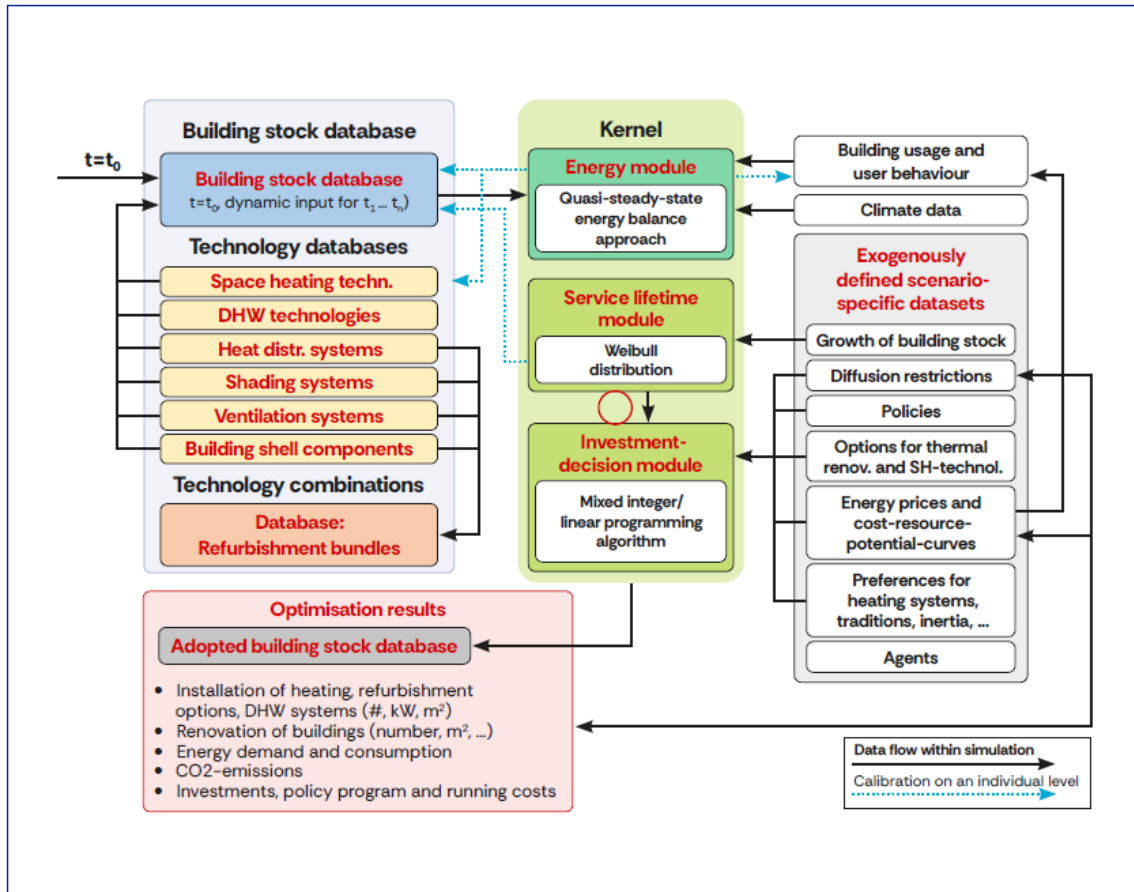 Building stock database
t=t₀
Building stock database
t=t₀, dynamic input for t₁ ... tₙ)
Technology databases
Space heating techn.
DHW technologies
Heat distr. systems
Shading systems
Ventilation systems
Building shell components
Technology combinations
Database:
Refurbishment bundles
Kernel
Energy module
Quasi-steady-state
energy balance
approach
Service lifetime
module
Weibull
distribution
Investment-
decision module
Mixed integer/
linear programming
algorithm
Building usage and
user behaviour
Climate data
Exogenously
defined scenario-
specific datasets
Growth of building stock
Diffusion restrictions
Policies
Options for thermal
renov. and SH-technol.
Energy prices and
cost-resource-
potential-curves
Preferences for
heating systems,
traditions, inertia, ...
Agents
Optimisation results
Adopted building stock database
• Installation of heating, refurbishment
options, DHW systems (#, kW, m²)
• Renovation of buildings (number, m², ...)
• Energy demand and consumption
• CO2-emissions
• Investments, policy program and running costs
Data flow within simulation
Calibration on an individual level